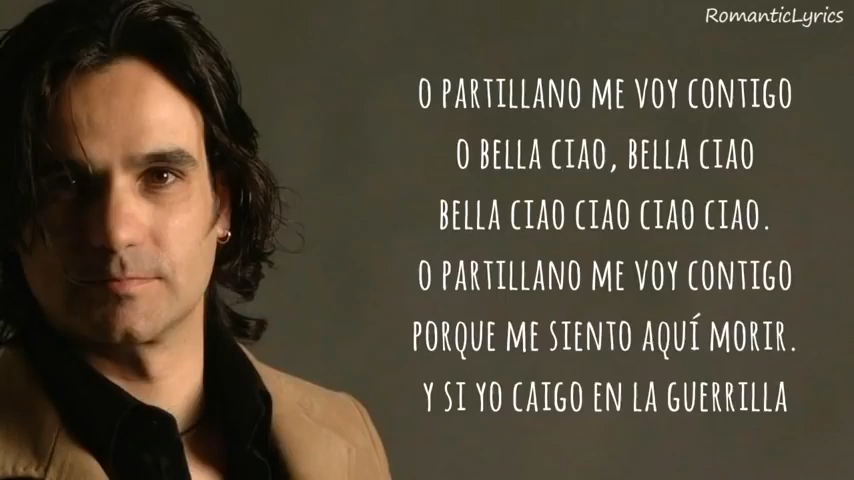 RomanticLyrics
O PARTILLANO ME VOY CONTIGO
O BELLA CIAO, BELLA CIAO
BELLA CIAO CIAO CIAO CIAO.
O PARTILLANO ME VOY CONTIGO
PORQUE ME SIENTO AQUÍ MORIR.
Y SI YO CAIGO EN LA GUERRILLA